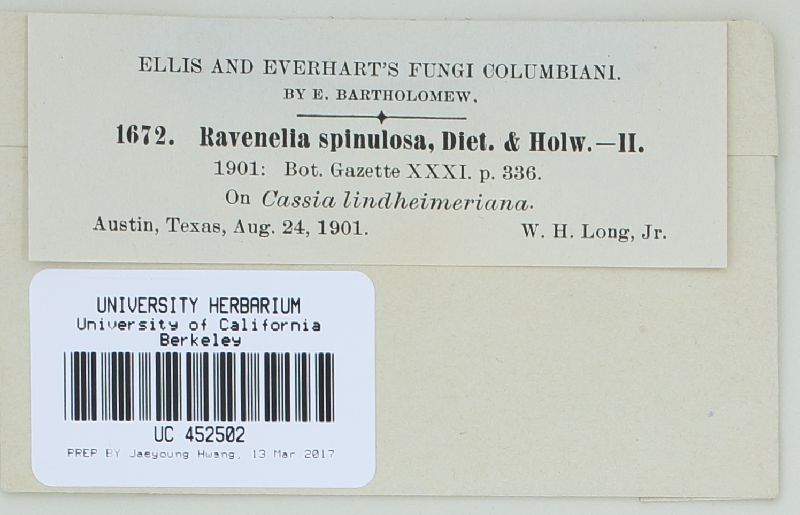 ELLIS AND EVERHART'S FUNGI COLUMBIANI.
BY E. BARTHOLOMEW.
1672. Ravenelia spinulosa, Diet. & Holw.—II.
1901: Bot. Gazette XXXI. p. 336.
On Cassia lindheimeriana.
Austin, Texas, Aug. 24, 1901. W. H. Long, Jr.
UNIVERSITY HERBARIUM
University of California
Berkeley
UC 452502
PREP BY Jaeyoung Hwang, 13 Mar 2017